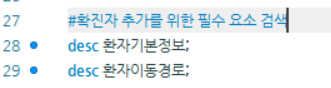 27 #확진자 추가를 위한 필수 요소 검색
28 desc 환자기본정보;
29 desc 환자이동경로;